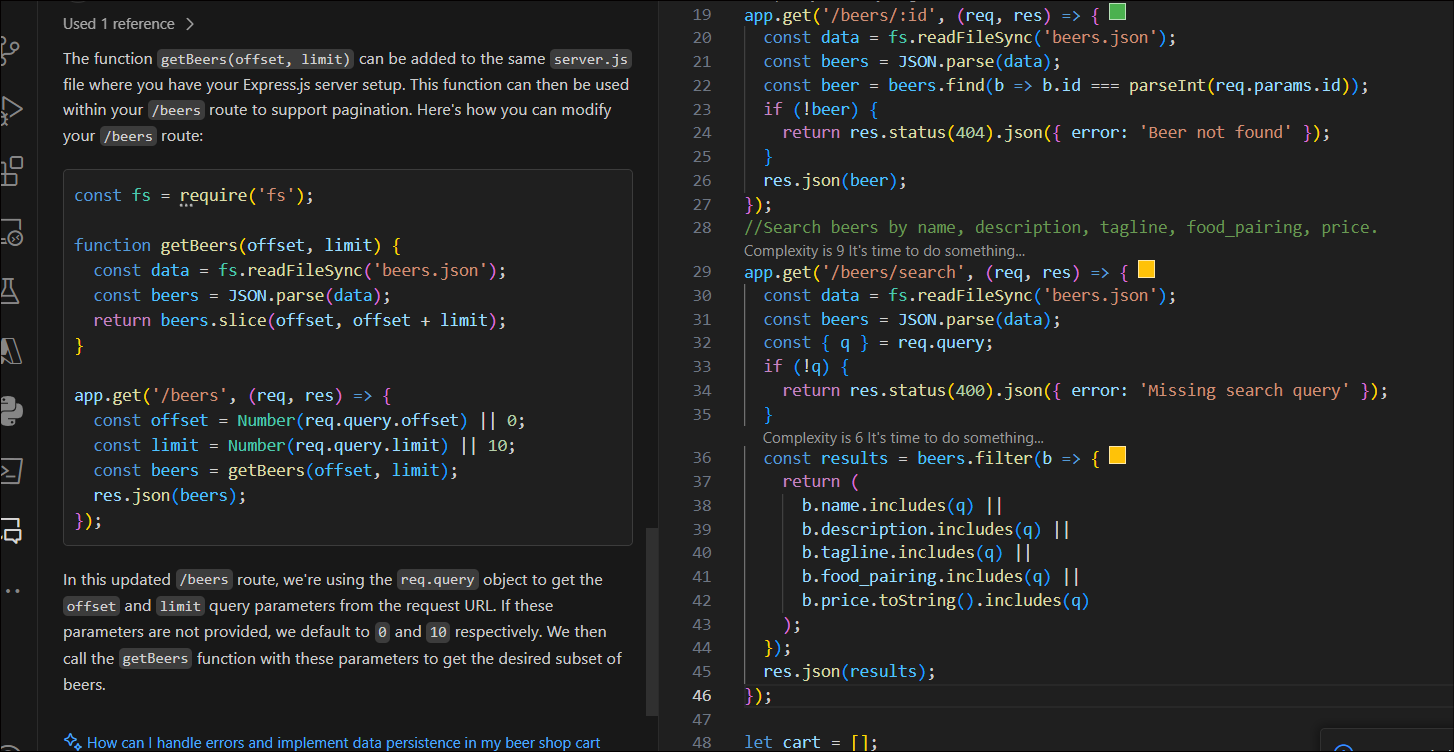 Used 1 reference
The function getBeers(offset, limit) can be added to the same server.js
file where you have your Express.js server setup. This function can then be used
within your /beers route to support pagination. Here's how you can modify
your /beers route:
const fs = require('fs');
function getBeers(offset, limit) {
  const data = fs.readFileSync('beers.json');
  const beers = JSON.parse(data);
  return beers.slice(offset, offset + limit);
}
app.get('/beers', (req, res) => {
  const offset = Number(req.query.offset) || 0;
  const limit = Number(req.query.limit) || 10;
  const beers = getBeers(offset, limit);
  res.json(beers);
});
In this updated /beers route, we're using the req.query object to get the
offset and limit query parameters from the request URL. If these
parameters are not provided, we default to 0 and 10 respectively. We then
call the getBeers function with these parameters to get the desired subset of
beers.
How can I handle errors and implement data persistence in my beer shop cart
19 app.get('/beers/:id', (req, res) => {
20   const data = fs.readFileSync('beers.json');
21   const beers = JSON.parse(data);
22   const beer = beers.find(b => b.id === parseInt(req.params.id));
23   if (!beer) {
24     return res.status(404).json({ error: 'Beer not found' });
25   }
26   res.json(beer);
27 });
28 //Search beers by name, description, tagline, food_pairing, price.
Complexity is 9 It's time to do something...
29 app.get('/beers/search', (req, res) => {
30   const data = fs.readFileSync('beers.json');
31   const beers = JSON.parse(data);
32   const { q } = req.query;
33   if (!q) {
34     return res.status(400).json({ error: 'Missing search query' });
35   }
Complexity is 6 It's time to do something...
36   const results = beers.filter(b => {
37     return (
38       b.name.includes(q) ||
39       b.description.includes(q) ||
40       b.tagline.includes(q) ||
41       b.food_pairing.includes(q) ||
42       b.price.toString().includes(q)
43     );
44   });
45   res.json(results);
46 });
47
48 let cart = [];